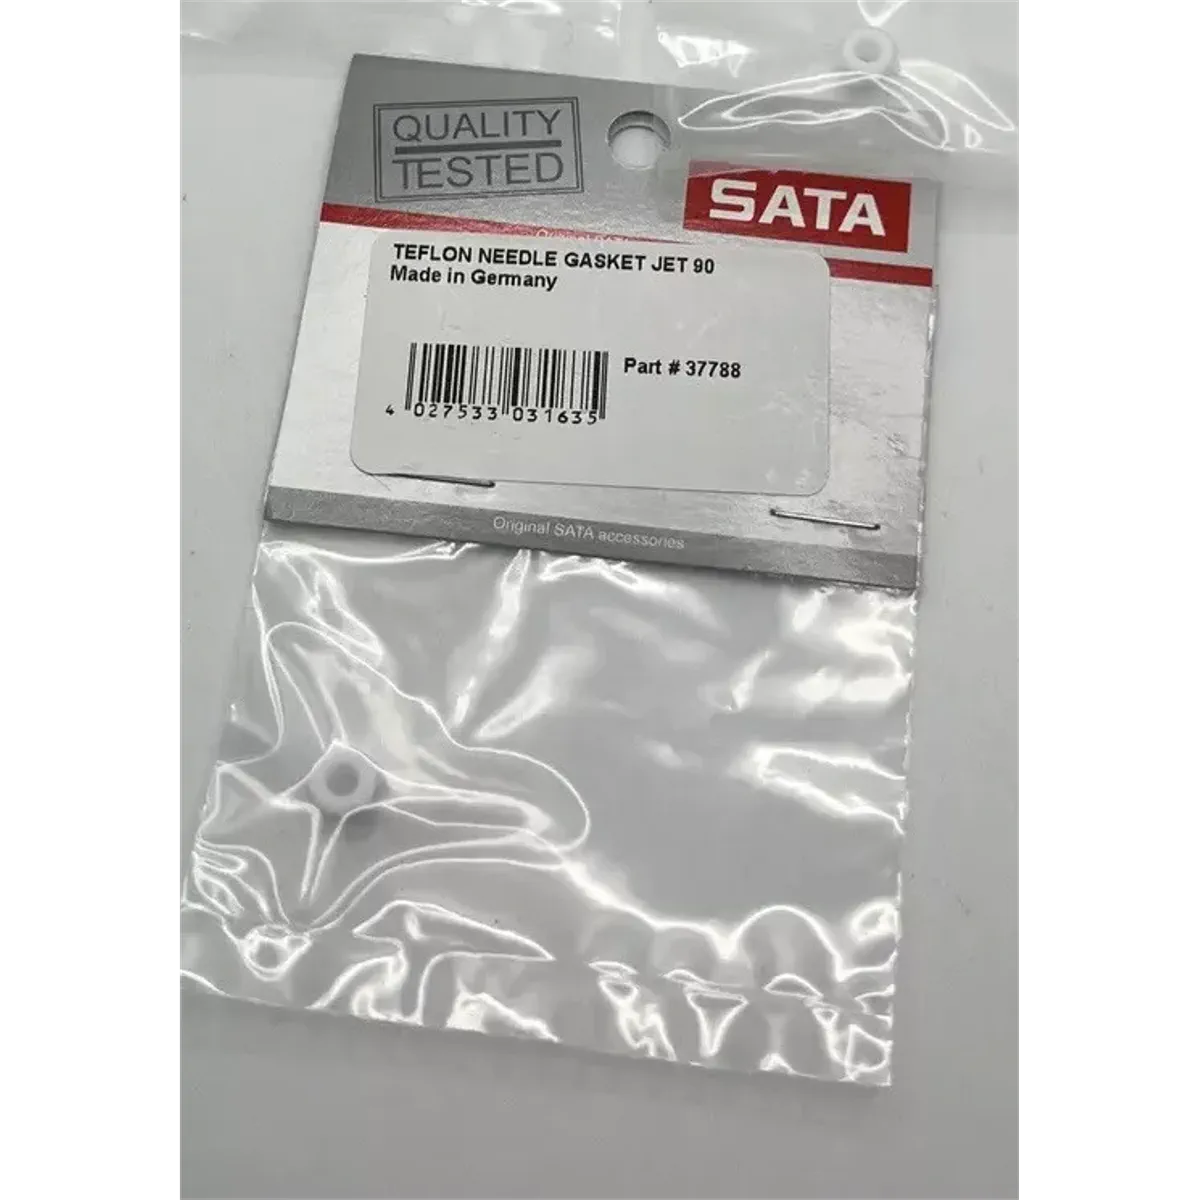 QUALITY
TESTED
SATA
TEFLON NEEDLE GASKET JET 90
Made in Germany
Part # 37788
4 027533 031635
Original SATA accessories